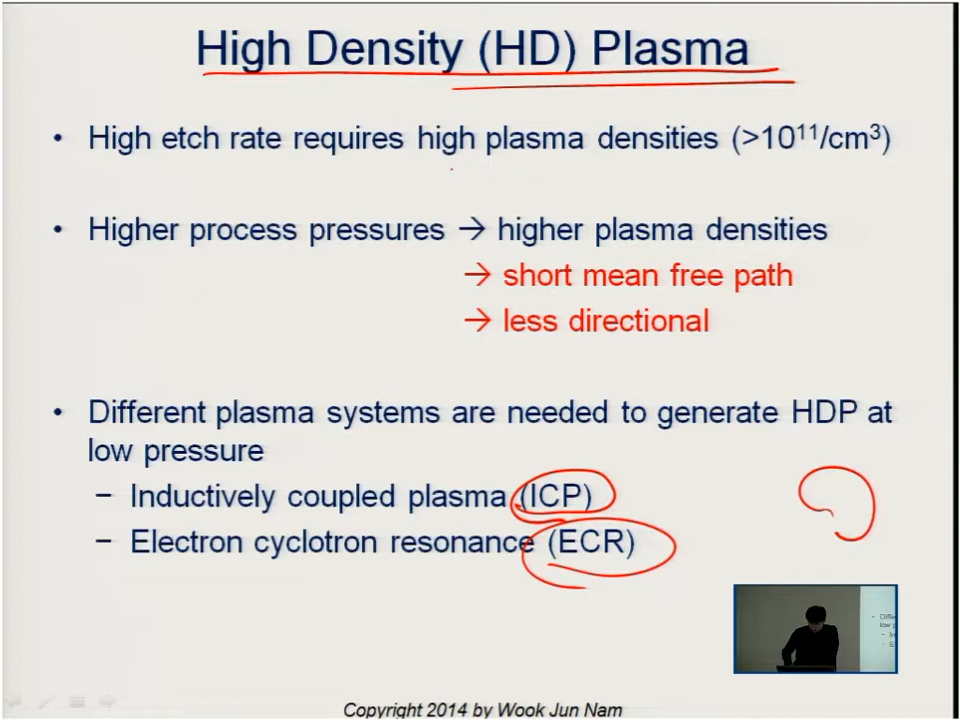 High Density (HD) Plasma
• High etch rate requires high plasma densities (>10¹¹/cm³)
• Higher process pressures → higher plasma densities
→ short mean free path
→ less directional
• Different plasma systems are needed to generate HDP at
low pressure
− Inductively coupled plasma (ICP)
− Electron cyclotron resonance (ECR)
Copyright 2014 by Wook Jun Nam